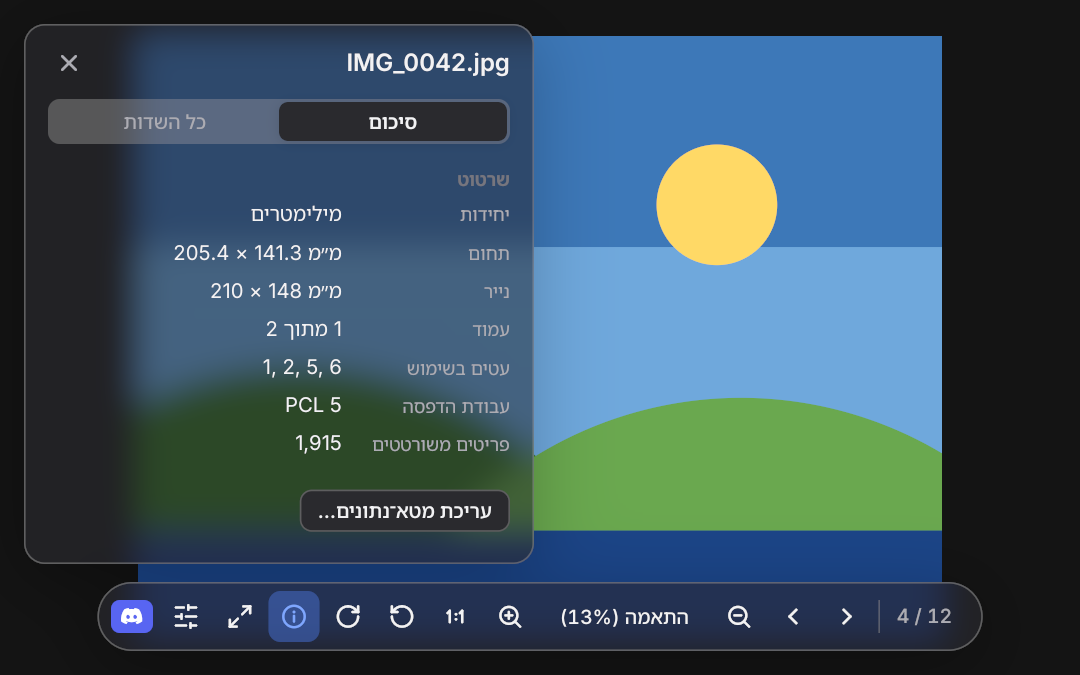 IMG_0042.jpg
סיכום
כל השדות
שרטוט
יחידות מילימטרים
תחום 205.4 × 141.3 מ״מ
נייר 210 × 148 מ״מ
עמוד 1 מתוך 2
עטים בשימוש 1, 2, 5, 6
עבודת הדפסה PCL 5
פריטים משורטטים 1,915
עריכת מטא־נתונים…
4 / 12
התאמה (13%)
1:1